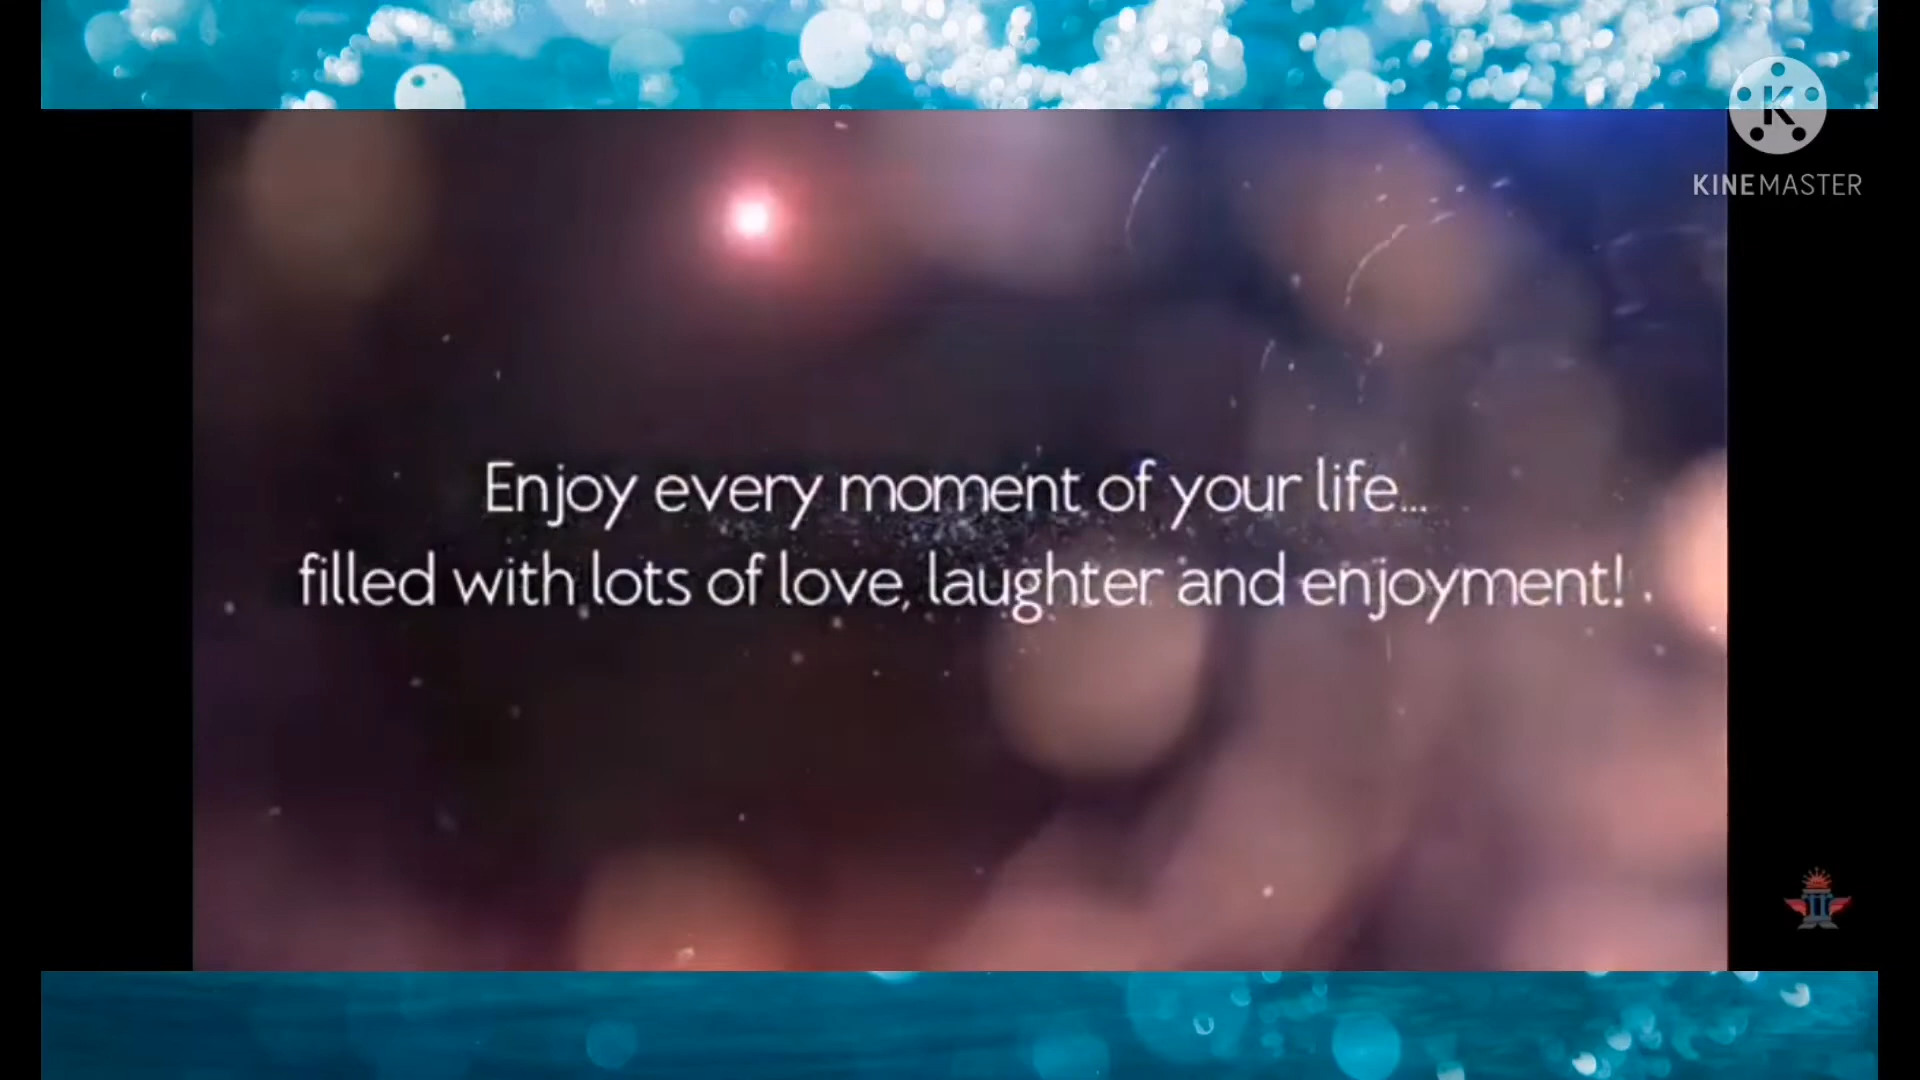 K
KINEMASTER
Enjoy every moment of your life...
filled with lots of love, laughter and enjoyment!